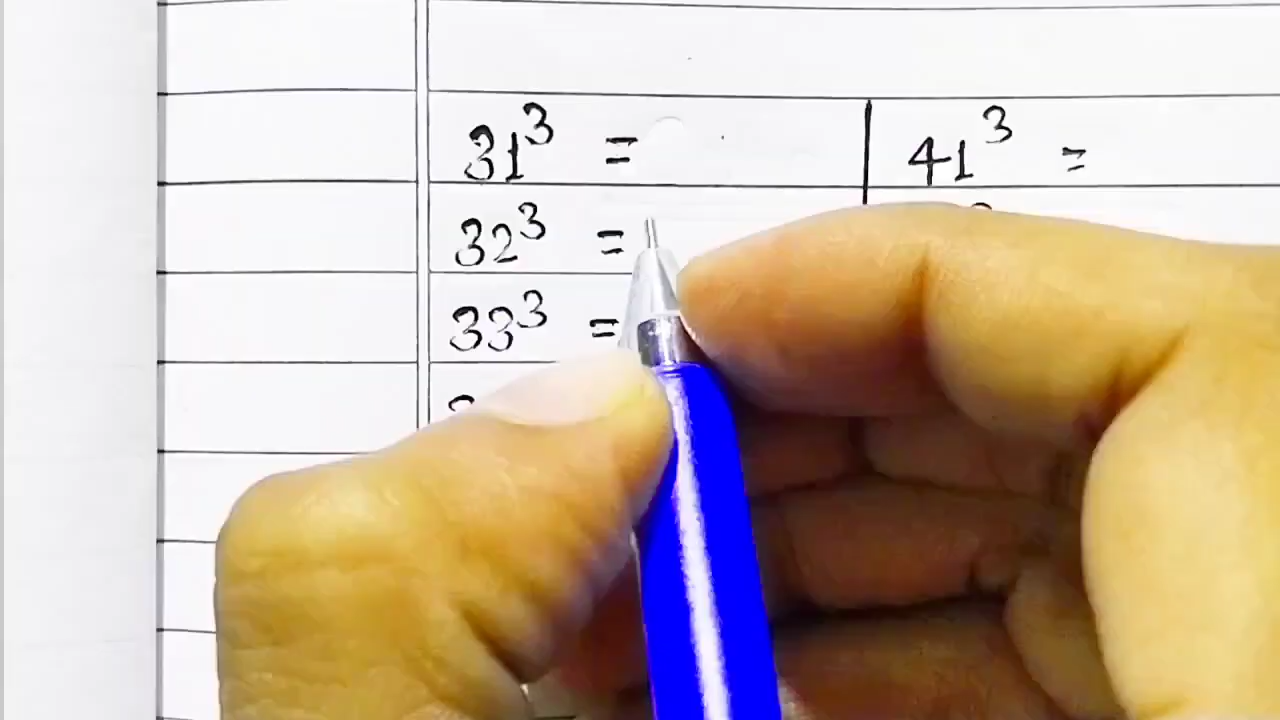 31³ = 41³ =
32³ =
33³ =